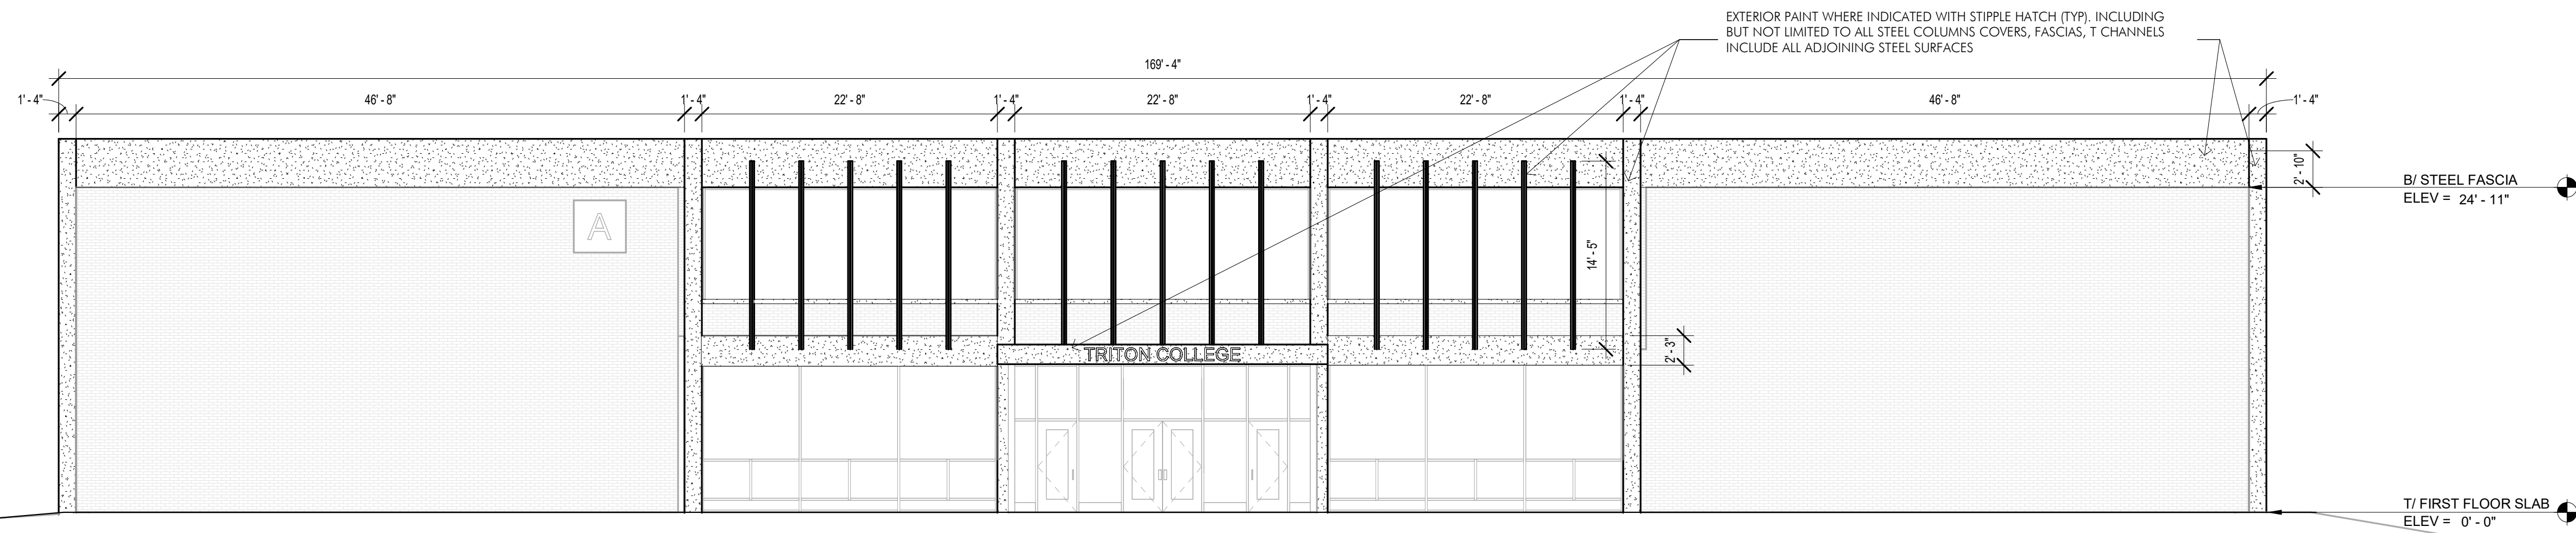 EXTERIOR PAINT WHERE INDICATED WITH STIPPLE HATCH (TYP). INCLUDING
BUT NOT LIMITED TO ALL STEEL COLUMNS COVERS, FASCIAS, T CHANNELS
INCLUDE ALL ADJOINING STEEL SURFACES
169' - 4"
1' - 4"
46' - 8"
1' - 4"
22' - 8"
1' - 4"
22' - 8"
1' - 4"
22' - 8"
1' - 4"
46' - 8"
1' - 4"
2' - 10"
B/ STEEL FASCIA
ELEV = 24' - 11"
A
14' - 5"
2' - 3"
TRITON COLLEGE
T/ FIRST FLOOR SLAB
ELEV = 0' - 0"